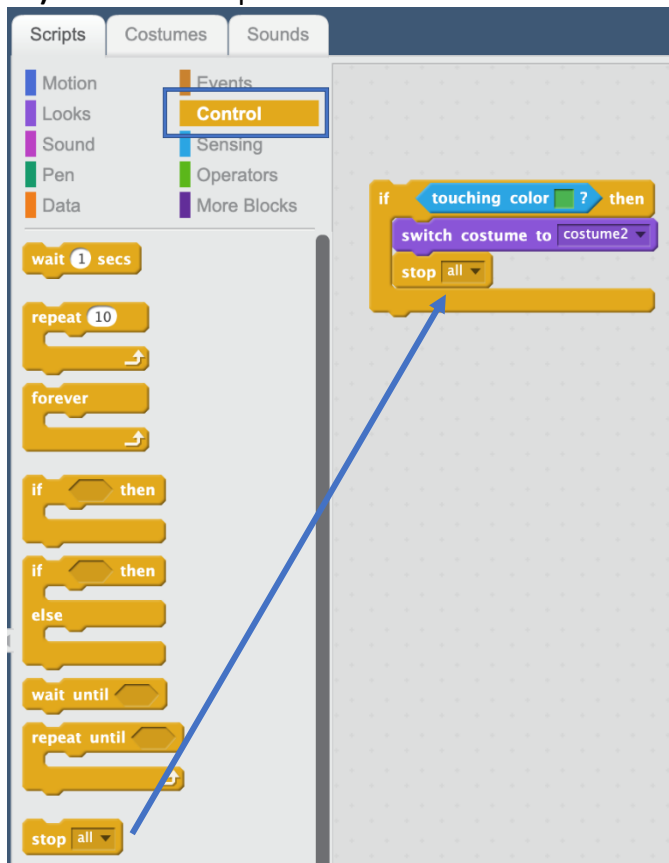 Scripts Costumes Sounds
Motion Events
Looks Control
Sound Sensing
Pen Operators
Data More Blocks
wait 1 secs
repeat 10
forever
if then
if then
else
wait until
repeat until
stop all
if touching color ? then
switch costume to costume2
stop all